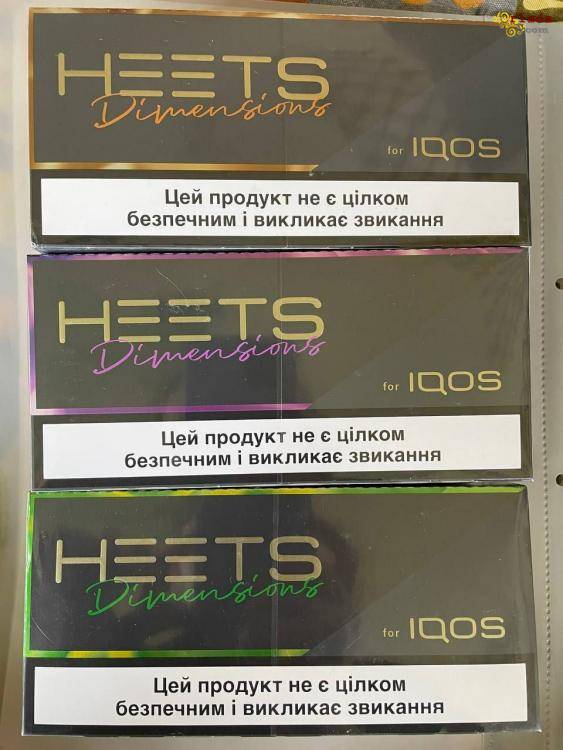 HEETS
Dimensions
for IQOS
Цей продукт не є цілком
безпечним і викликає звикання
HEETS
Dimensions
for IQOS
Цей продукт не є цілком
безпечним і викликає звикання
HEETS
Dimensions
for IQOS
Цей продукт не є цілком
безпечним і викликає звикання